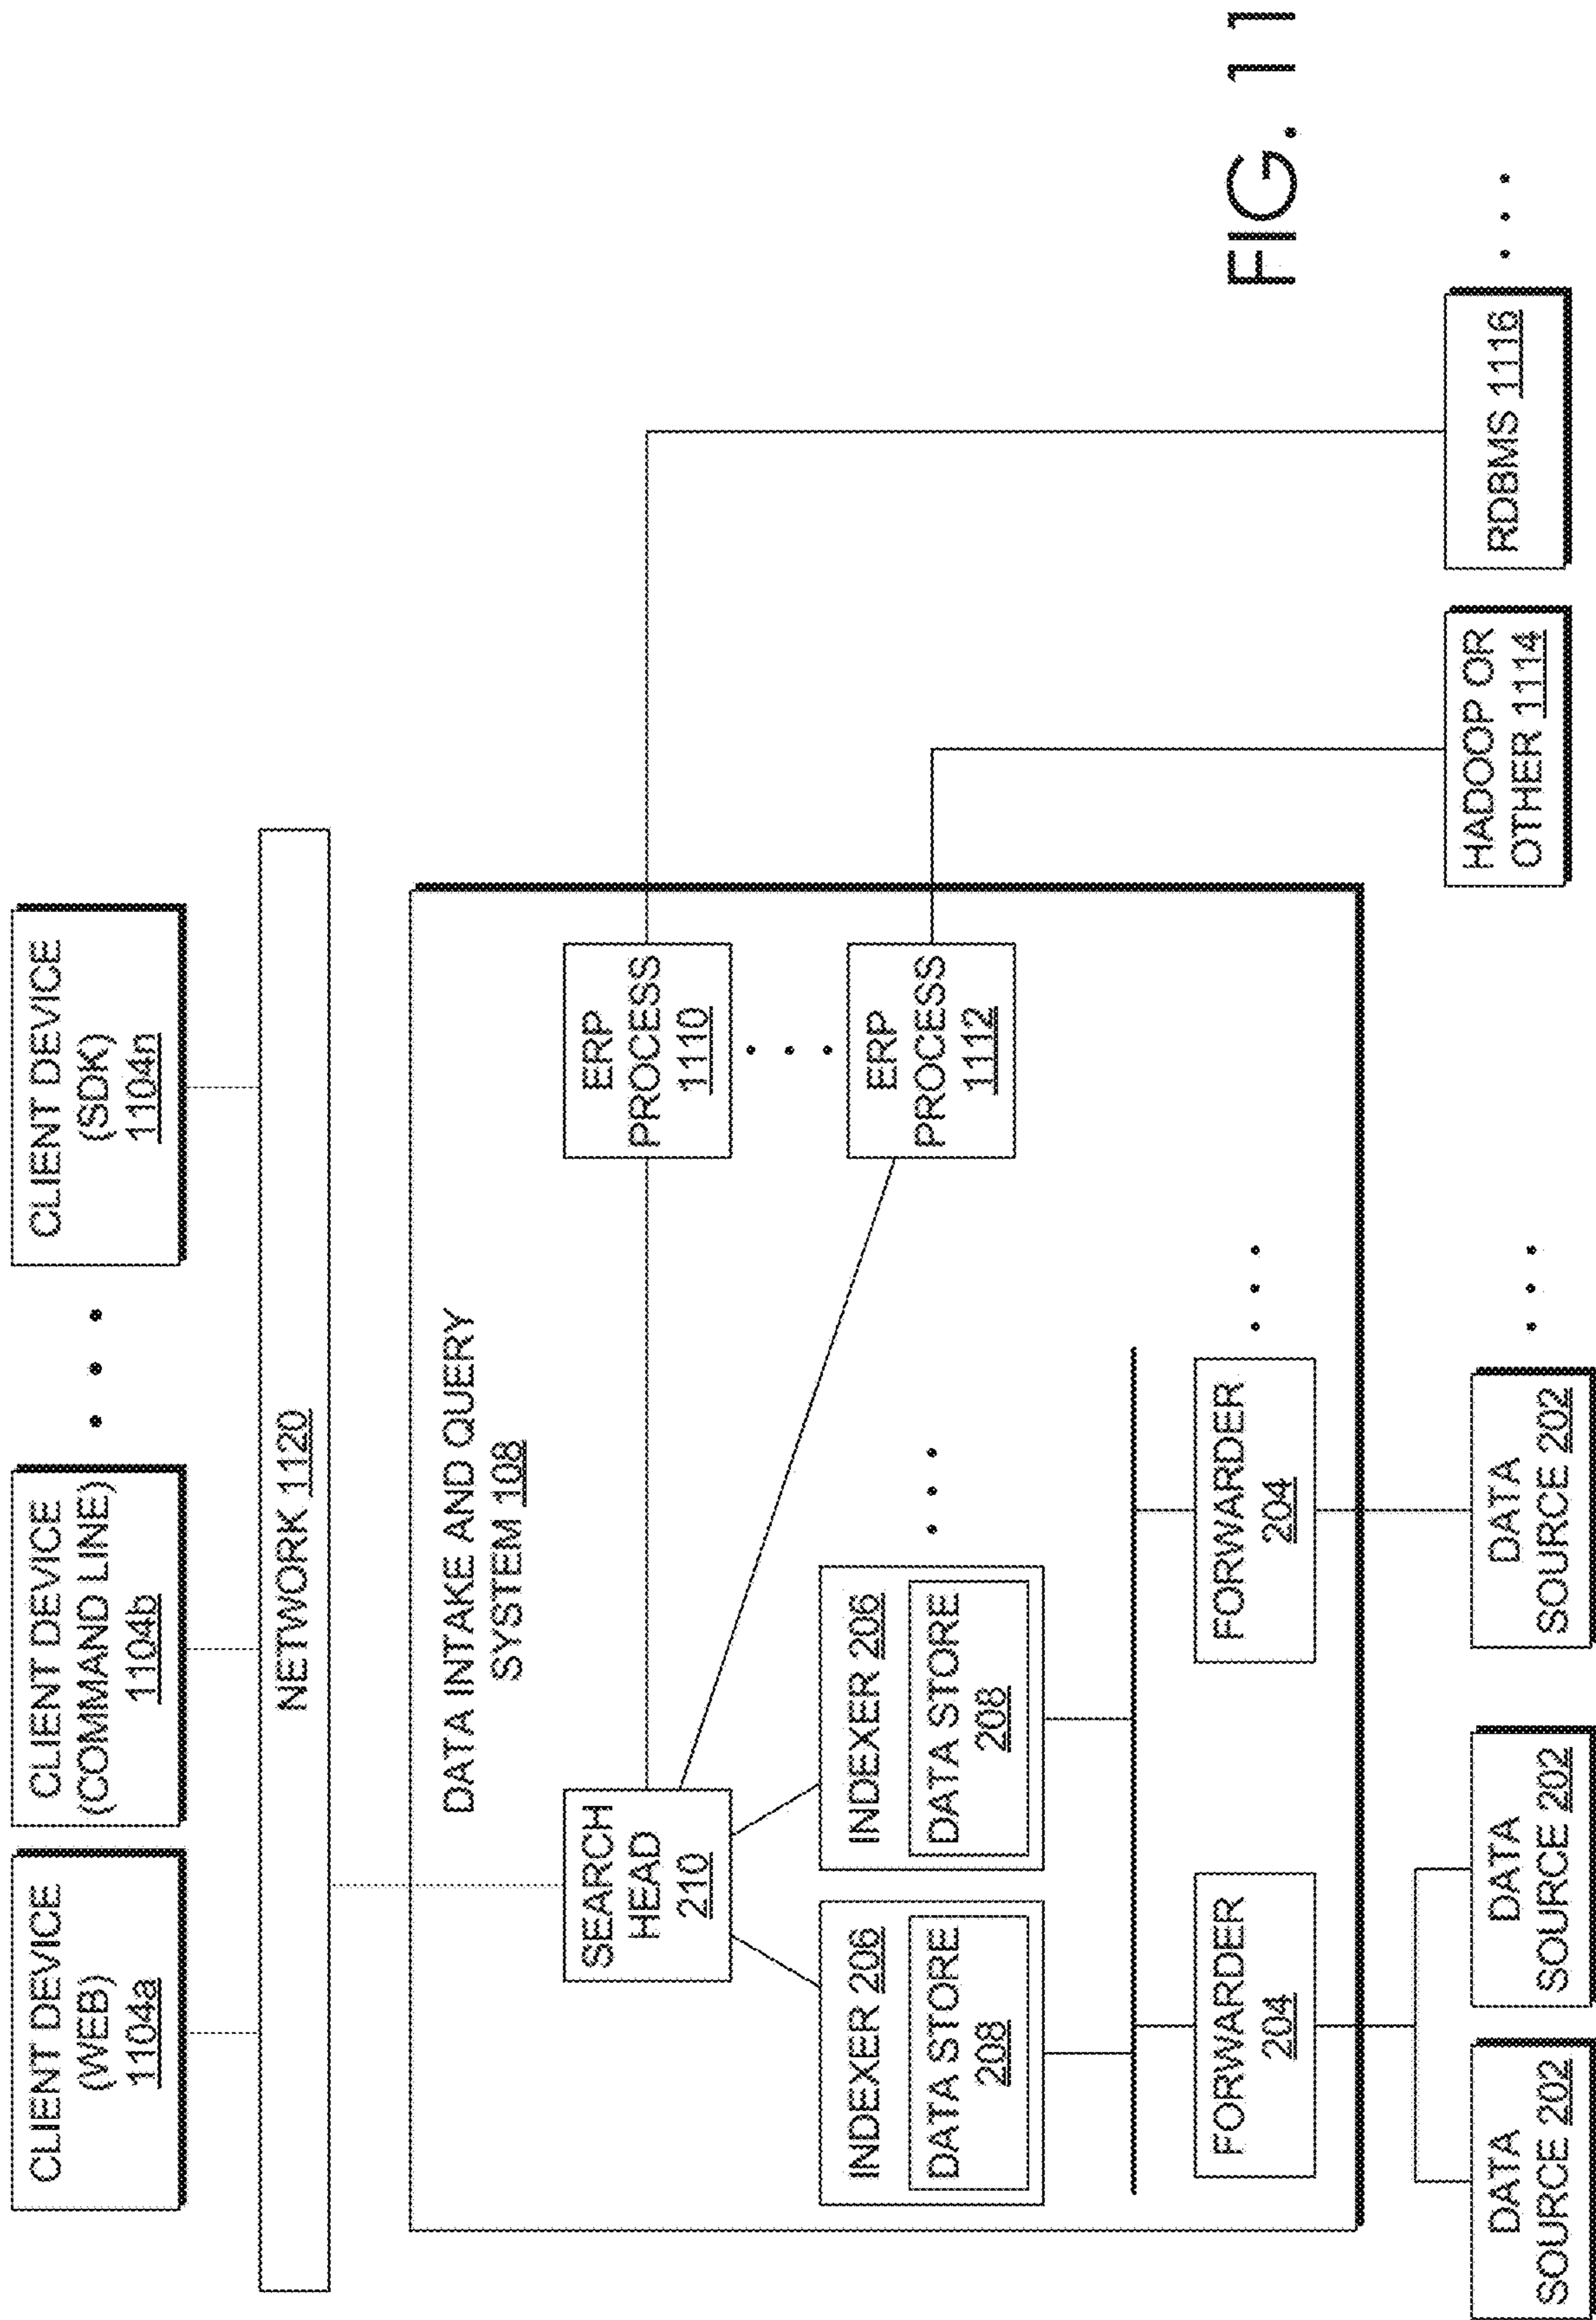 CLIENT DEVICE
(WEB)
1104a
CLIENT DEVICE
(COMMAND LINE)
1104b
CLIENT DEVICE
(SDK)
1104n
NETWORK 1120
DATA INTAKE AND QUERY
SYSTEM 108
SEARCH
HEAD
210
ERP
PROCESS
1110
INDEXER 206
DATA STORE
208
INDEXER 206
DATA STORE
208
ERP
PROCESS
1112
FORWARDER
204
FORWARDER
204
DATA
SOURCE 202
DATA
SOURCE 202
DATA
SOURCE 202
HADOOP OR
OTHER 1114
RDBMS 1116
FIG. 11